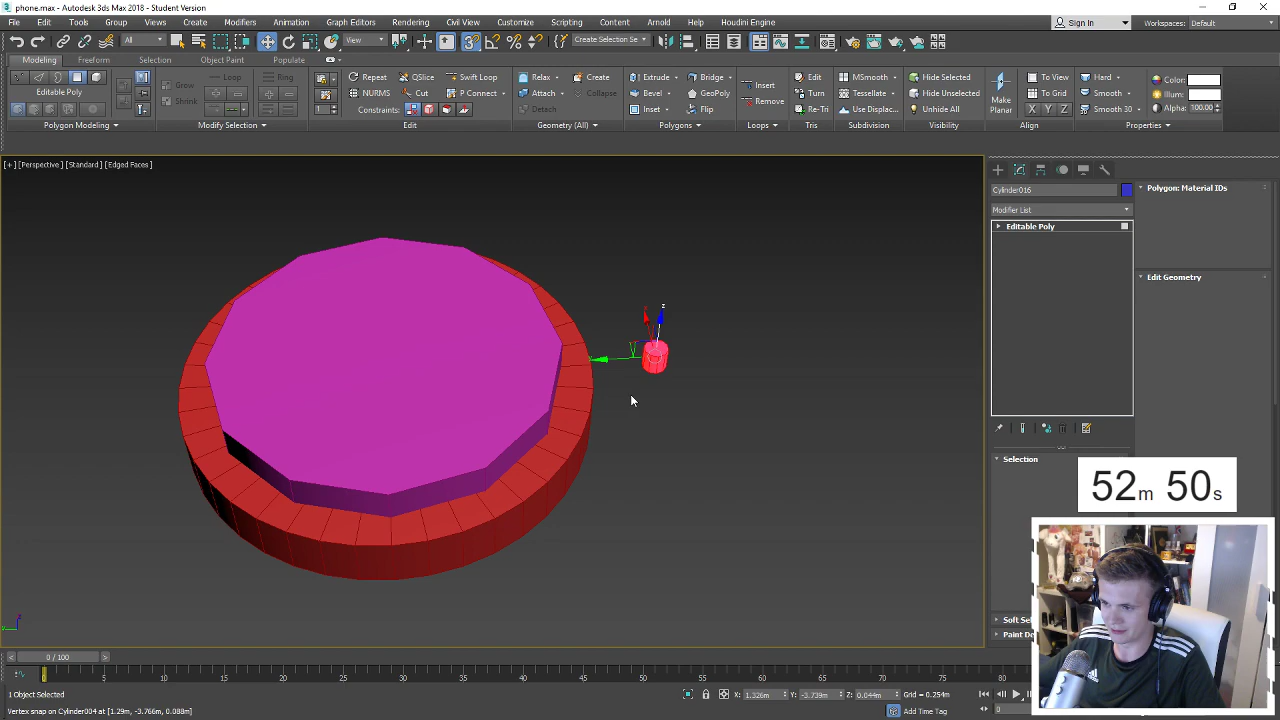 phone.max - Autodesk 3ds Max 2018 - Student Version
File Edit Tools Group Views Create Modifiers Animation Graph Editors Rendering Civil View Customize Scripting Content Arnold Help Houdini Engine Sign In Workspaces: Default
All View Create Selection Se
Modeling Freeform Selection Object Paint Populate
Grow Loop Ring Repeat QSlice Swift Loop Relax Create Extrude Bridge Insert Edit MSmooth Hide Selected To View Hard Color:
Editable Poly Shrink NURMS Cut P Connect Attach Collapse Bevel GeoPoly Remove Turn Tessellate Hide Unselected Make Planar To Box Smooth Illum:
Constraints: Detach Inset Flip Re-Tri Use Displac... Unhide All X Y Z Smooth 30 Alpha: 100.00
Polygon Modeling Modify Selection Edit Geometry (All) Polygons Loops Tris Subdivision Visibility Align Properties
[+] [Perspective] [Standard] [Edged Faces]
Cylinder016
Modifier List
Editable Poly
Polygon: Material IDs
Edit Geometry
Selection
52m 50s
Soft Sel
Paint De
z
0 / 100
0 5 10 15 20 25 30 35 40 45 50 55 60 65 70 75 80
1 Object Selected X: 1.326m Y: -3.739m Z: 0.044m Grid = 0.254m
Vertex snap on Cylinder004 at [1.29m, -3.766m, 0.088m] Add Time Tag 0